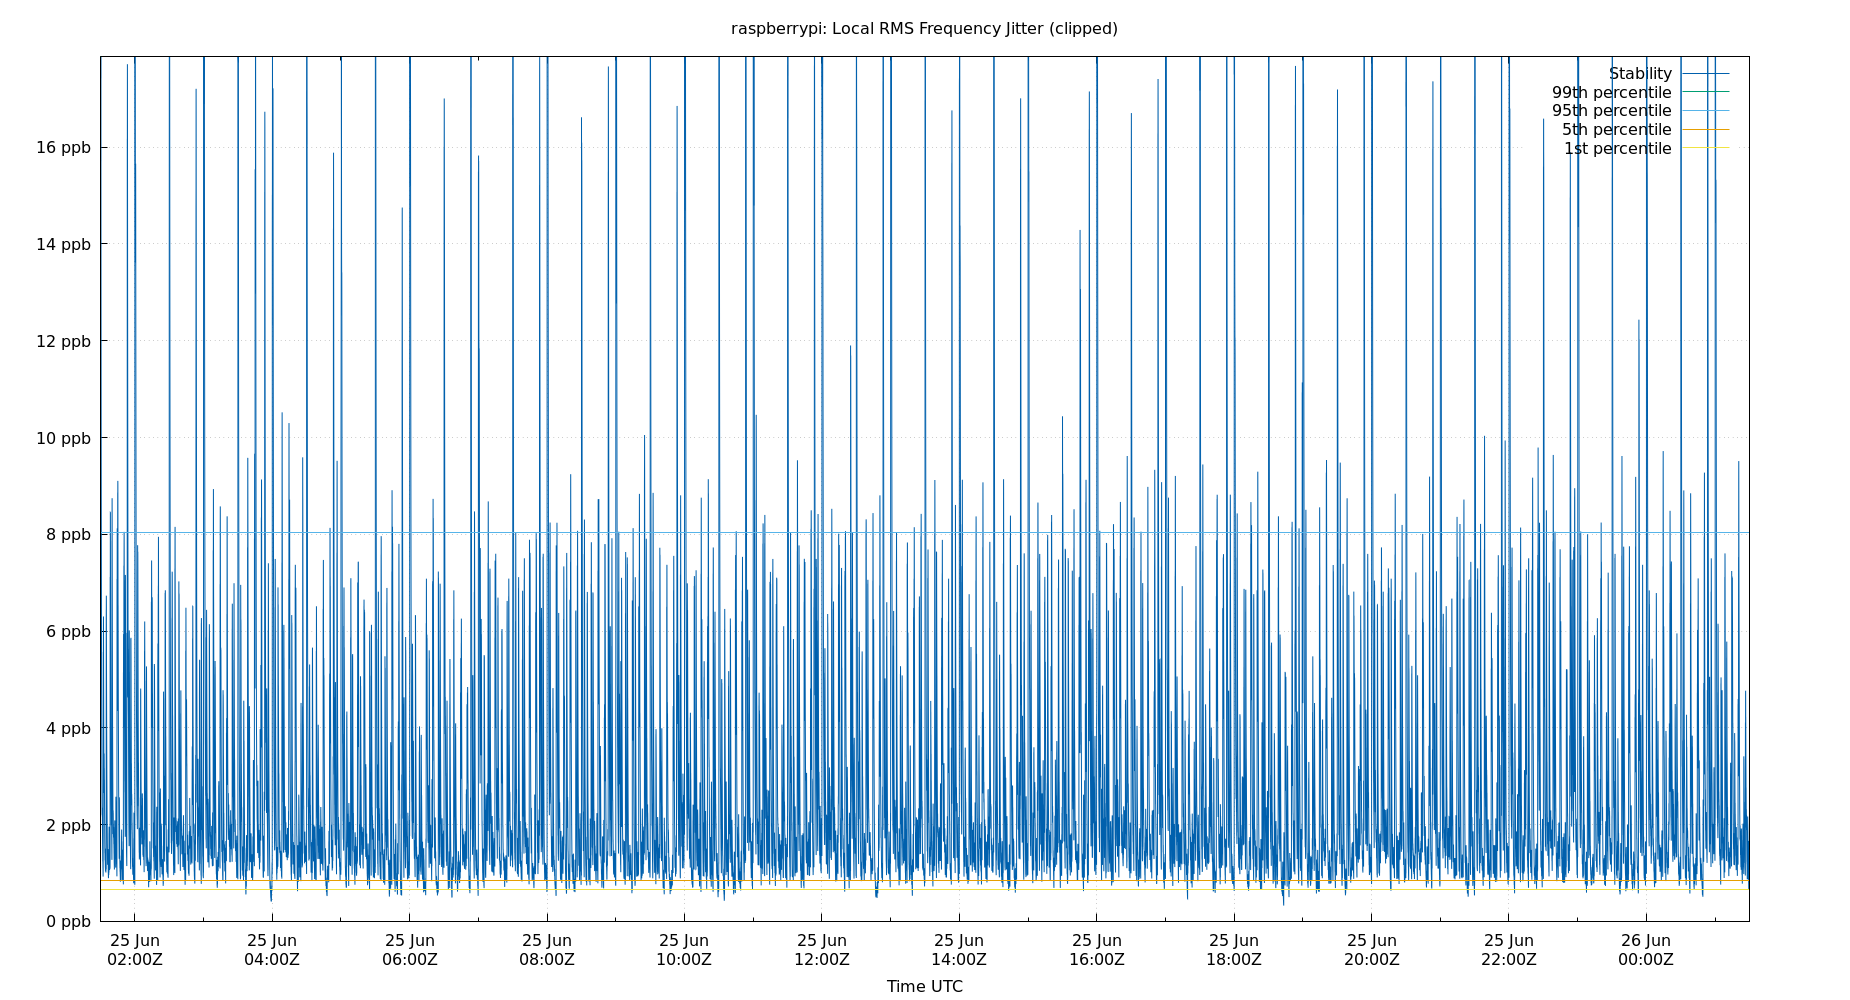 raspberrypi: Local RMS Frequency Jitter (clipped)
Stability
99th percentile
95th percentile
5th percentile
1st percentile
16 ppb
14 ppb
12 ppb
10 ppb
8 ppb
6 ppb
4 ppb
2 ppb
0 ppb
25 Jun 25 Jun 25 Jun 25 Jun 25 Jun 25 Jun 25 Jun 25 Jun 25 Jun 25 Jun 25 Jun 26 Jun
02:00Z 04:00Z 06:00Z 08:00Z 10:00Z 12:00Z 14:00Z 16:00Z 18:00Z 20:00Z 22:00Z 00:00Z
Time UTC